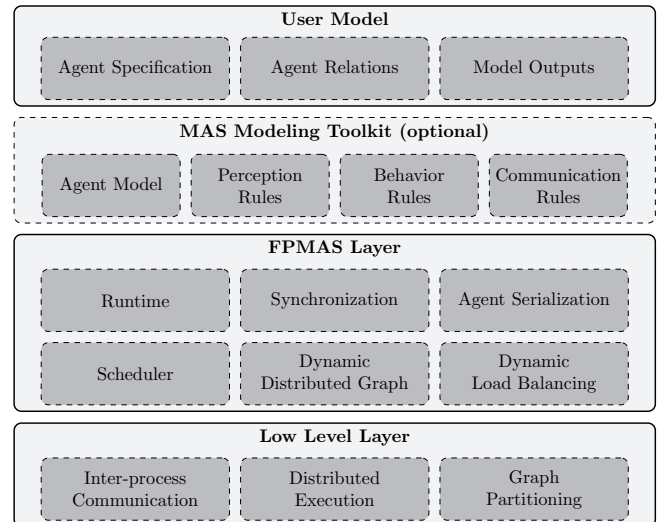 User Model
Agent Specification
Agent Relations
Model Outputs
MAS Modeling Toolkit (optional)
Agent Model
Perception
Rules
Behavior
Rules
Communication
Rules
FPMAS Layer
Runtime
Synchronization
Agent Serialization
Scheduler
Dynamic
Distributed Graph
Dynamic
Load Balancing
Low Level Layer
Inter-process
Communication
Distributed
Execution
Graph
Partitioning